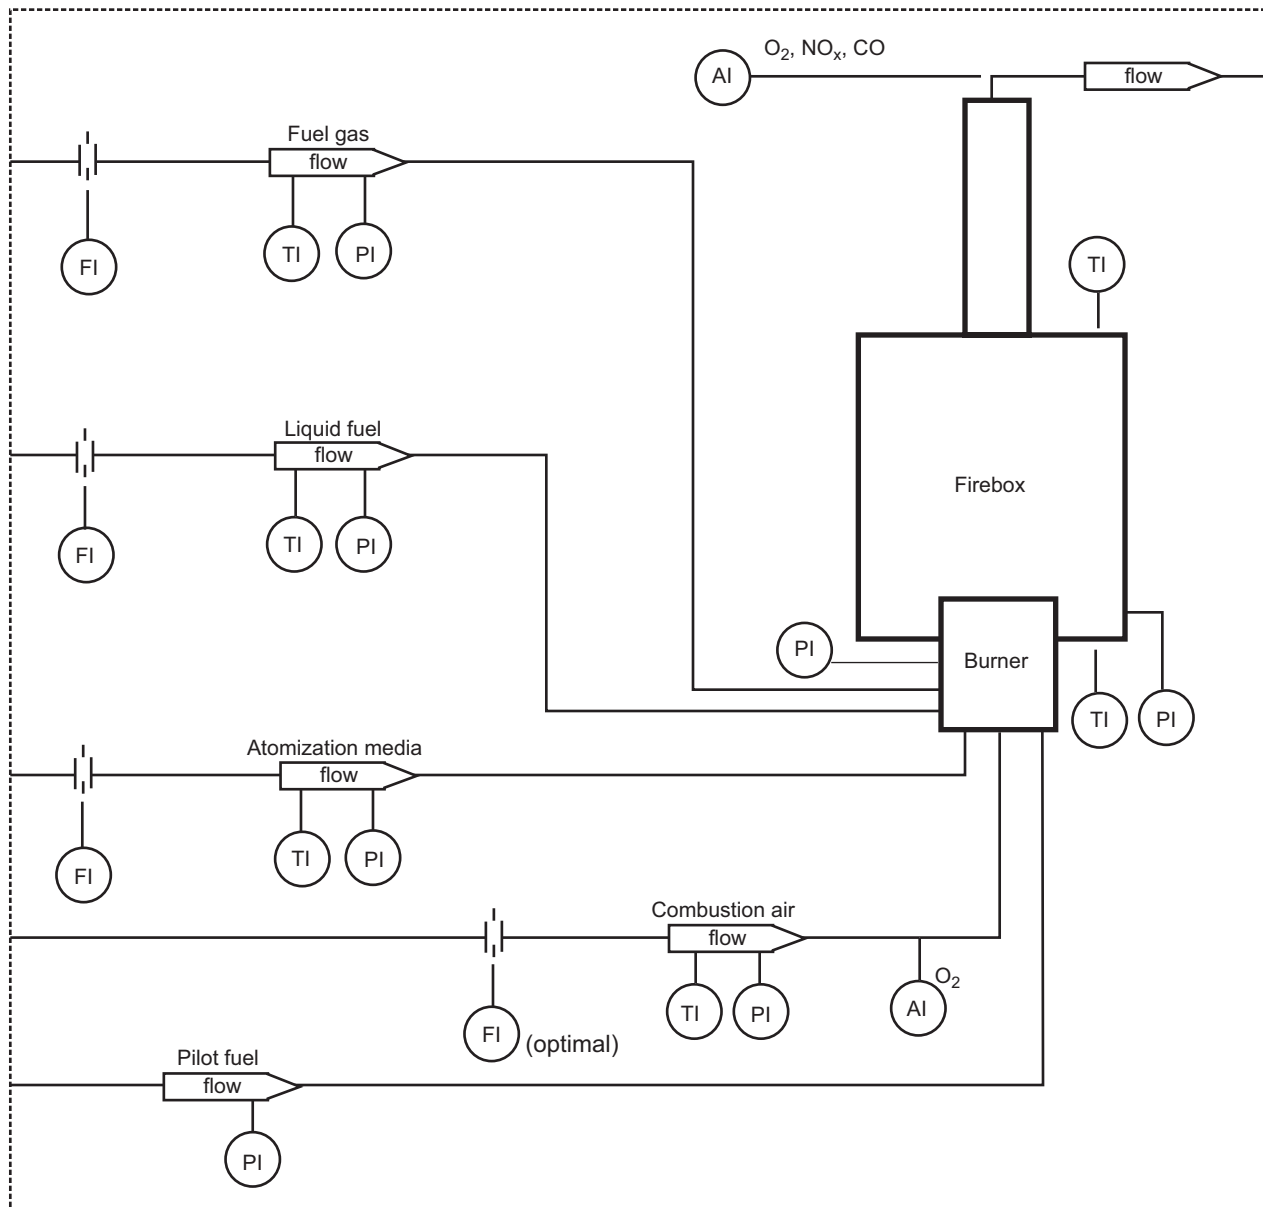 O2, NOx, CO
AI
flow
Fuel gas
flow
FI
TI
PI
TI
Liquid fuel
flow
FI
TI
PI
Firebox
PI
Burner
TI
PI
Atomization media
flow
FI
TI
PI
Combustion air
flow
O2
TI
PI
AI
FI
(optimal)
Pilot fuel
flow
PI